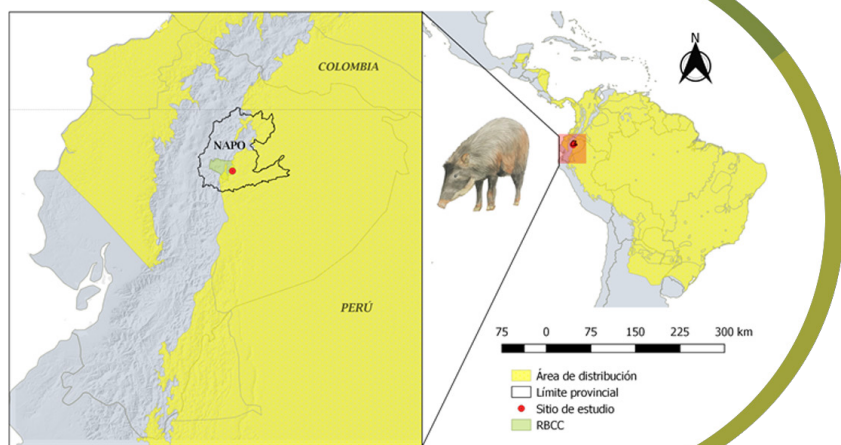 COLOMBIA
NAPO
PERÚ
N
75 0 75 150 225 300 km
Área de distribución
Límite provincial
Sitio de estudio
RBCC